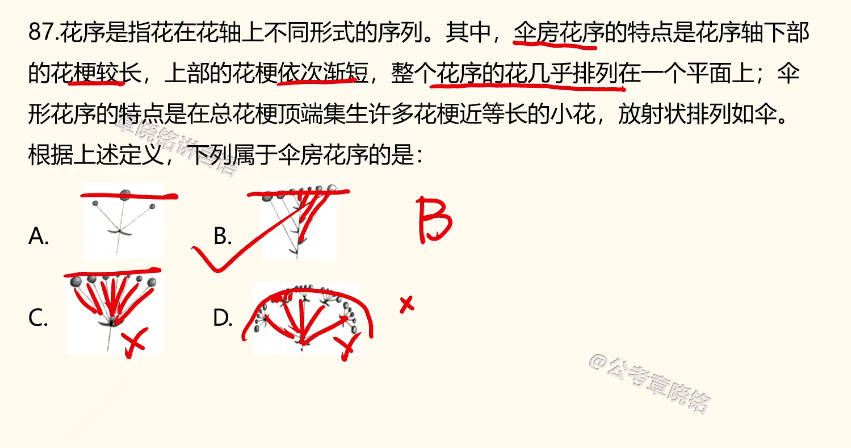 87.花序是指花在花轴上不同形式的序列。其中，伞房花序的特点是花序轴下部
的花梗较长，上部的花梗依次渐短，整个花序的花几乎排列在一个平面上；伞
形花序的特点是在总花梗顶端集生许多花梗近等长的小花，放射状排列如伞。
根据上述定义，下列属于伞房花序的是：
A.
B.
B
C.
D.
@公考章晓铭